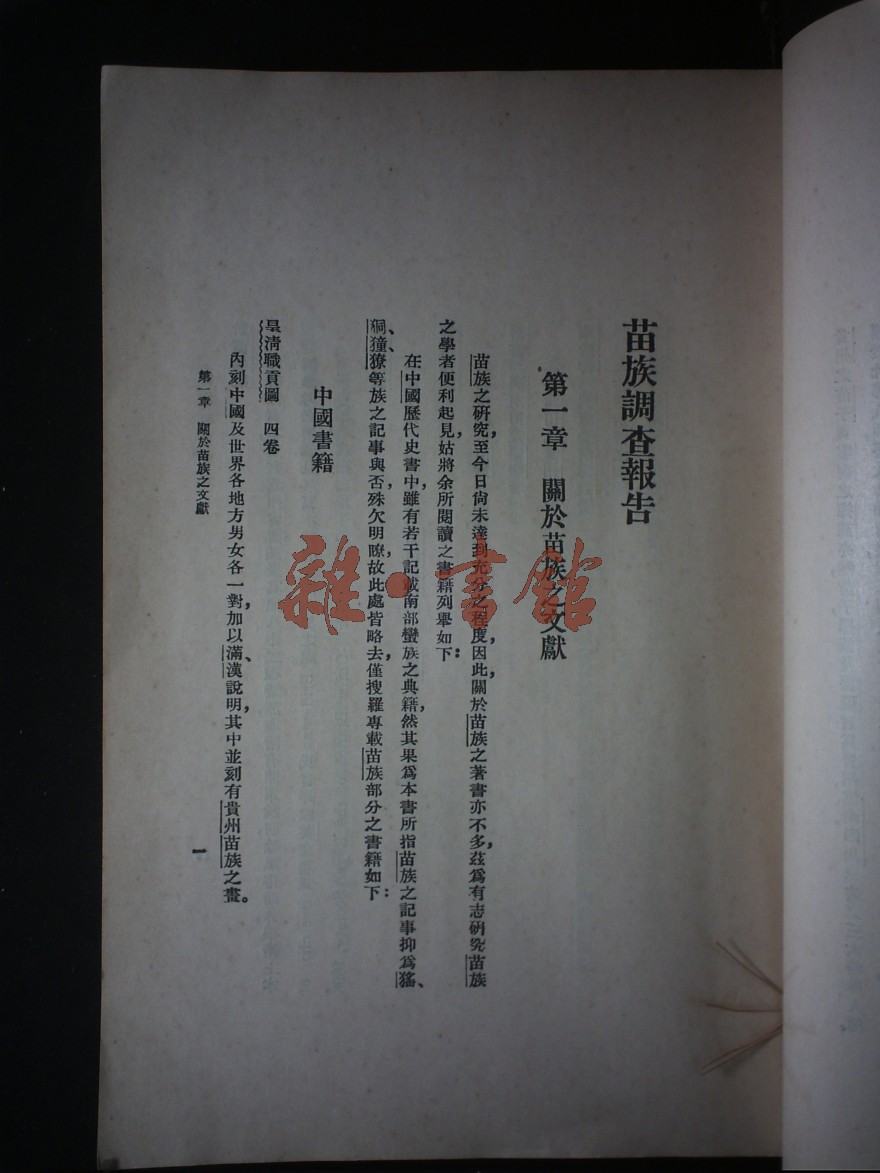 苗族調查報告
第一章 關於苗族之文獻
苗族之研究,至今日尚未達到充分之程度,因此,關於苗族之著書亦不多,茲爲有志研究苗族
之學者便利起見,姑將余所閱讀之書籍列舉如下:
在中國歷代史書中,雖有若干記載南部蠻族之典籍,然其果爲本書所指苗族之記事抑爲猺、
狪、獞、獠等族之記事與否,殊欠明瞭,故此處皆略去,僅搜羅專載苗族部分之書籍如下:
中國書籍
皇清職貢圖 四卷
內刻中國及世界各地方男女各一對,加以滿、漢說明,其中並刻有貴州苗族之畫。
第一章 關於苗族之文獻
一
雜·書館